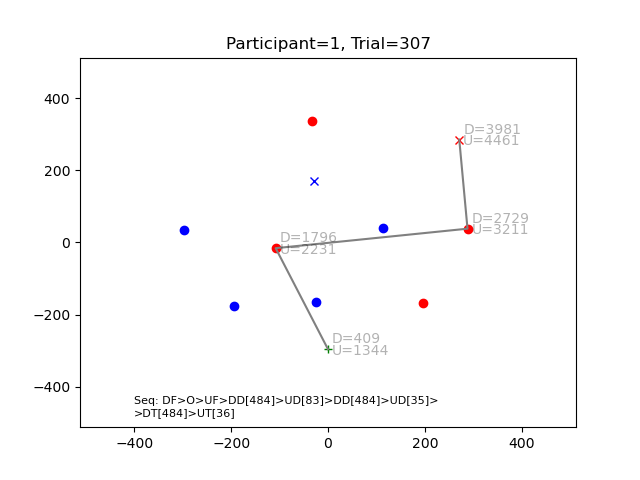 Participant=1, Trial=307
D=3981
U=4461
D=2729
U=3211
D=1796
U=2231
D=409
U=1344
Seq: DF>O>UF>DD[484]>UD[83]>DD[484]>UD[35]>
>DT[484]>UT[36]
400
200
0
−200
−400
−400 −200 0 200 400